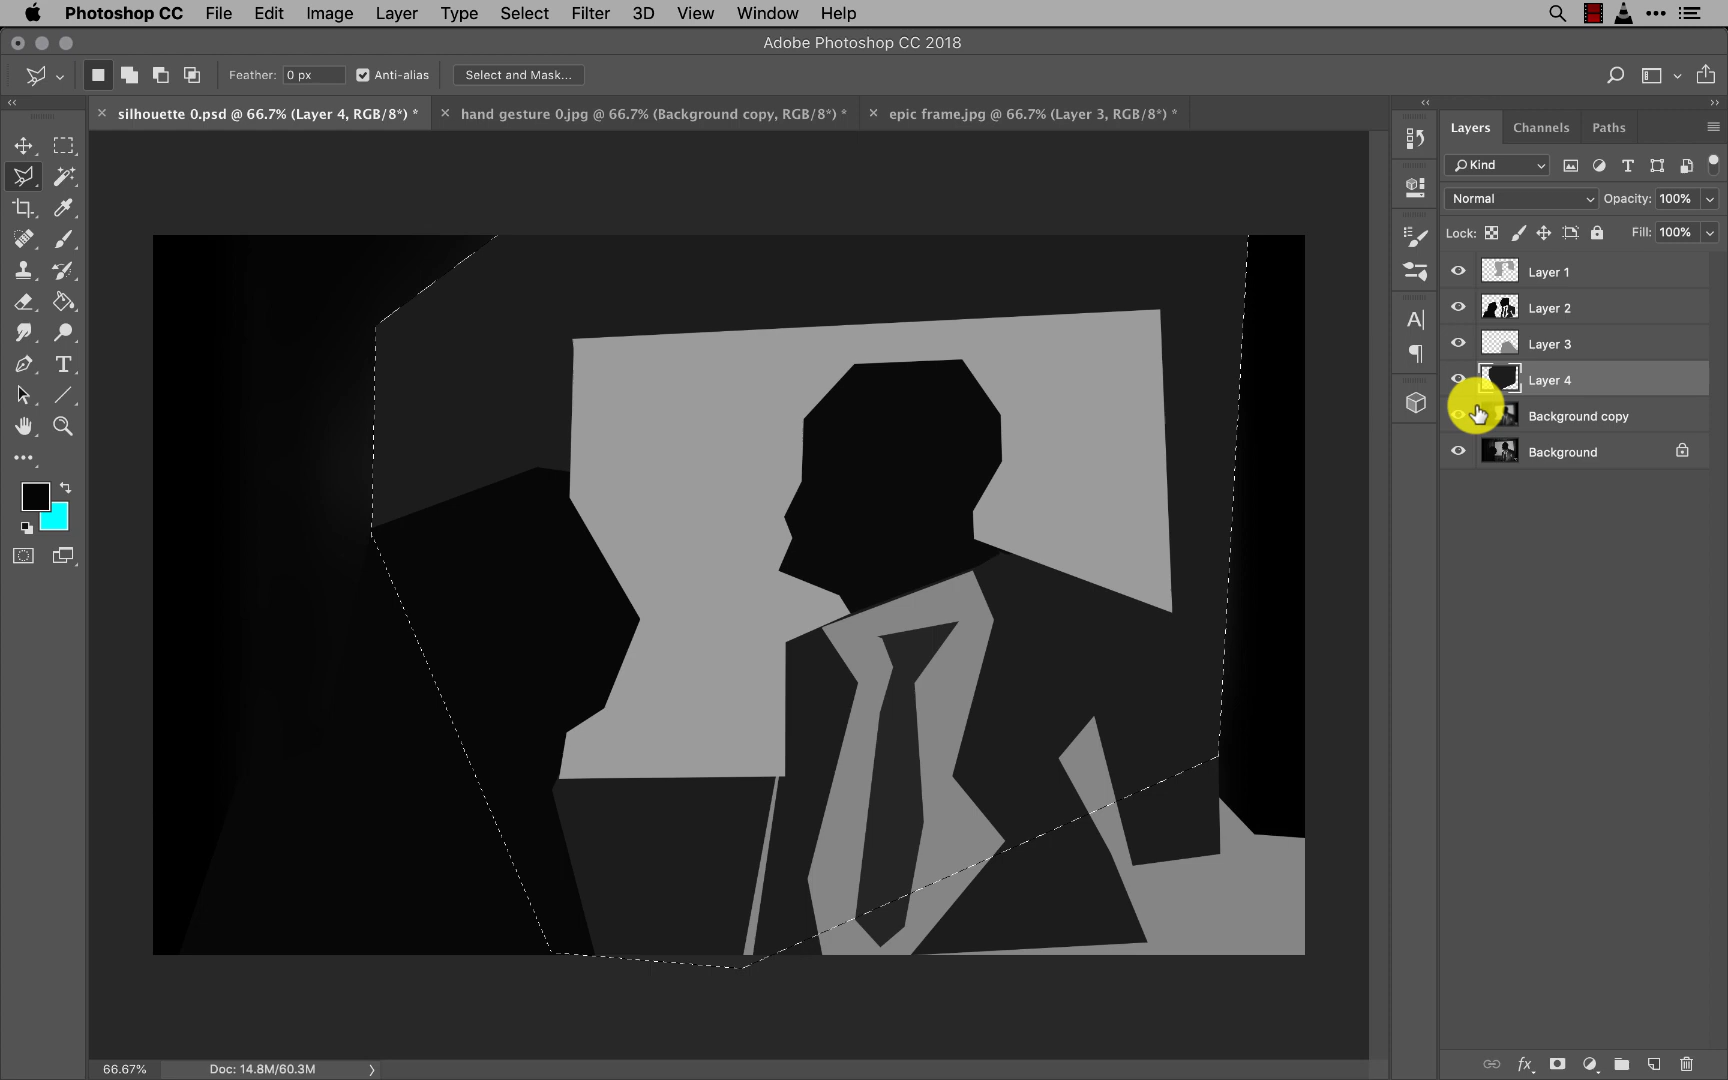 Photoshop CC File Edit Image Layer Type Select Filter 3D View Window Help
Adobe Photoshop CC 2018
Feather: 0 px Anti-alias Select and Mask...
silhouette 0.psd @ 66.7% (Layer 4, RGB/8*) * hand gesture 0.jpg @ 66.7% (Background copy, RGB/8*) * epic frame.jpg @ 66.7% (Layer 3, RGB/8*) *
Layers Channels Paths
Kind
Normal Opacity: 100%
Lock: Fill: 100%
Layer 1
Layer 2
Layer 3
Layer 4
Background copy
Background
66.67% Doc: 14.8M/60.3M